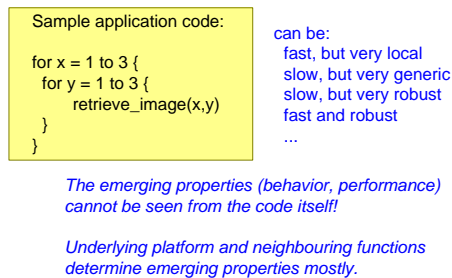 Sample application code:
for x = 1 to 3 {
for y = 1 to 3 {
retrieve_image(x,y)
}
}
can be:
fast, but very local
slow, but very generic
slow, but very robust
fast and robust
...
The emerging properties (behavior, performance)
cannot be seen from the code itself!
Underlying platform and neighbouring functions
determine emerging properties mostly.